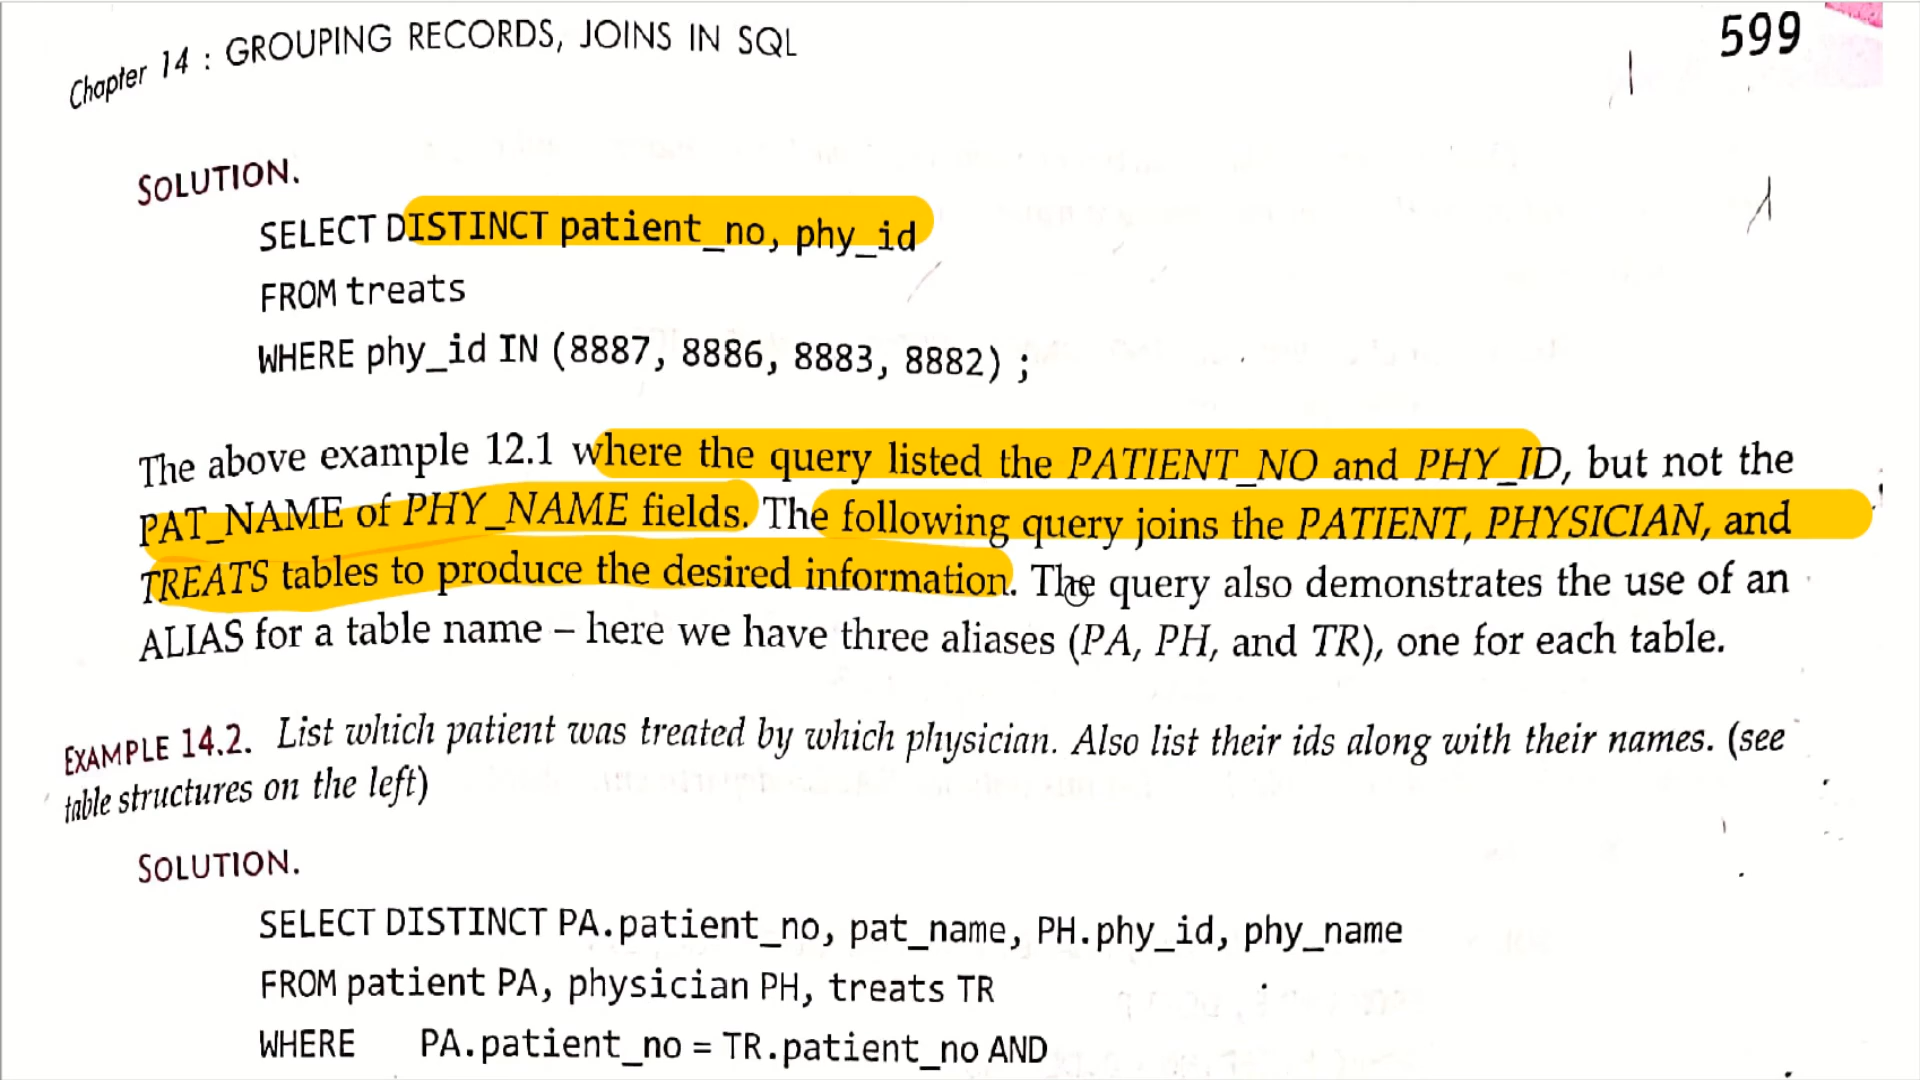 Chapter 14 : GROUPING RECORDS, JOINS IN SQL
599
SOLUTION.
SELECT DISTINCT patient_no, phy_id
FROM treats
WHERE phy_id IN (8887, 8886, 8883, 8882) ;
The above example 12.1 where the query listed the PATIENT_NO and PHY_ID, but not the
PAT_NAME of PHY_NAME fields. The following query joins the PATIENT, PHYSICIAN, and
TREATS tables to produce the desired information. The query also demonstrates the use of an
ALIAS for a table name – here we have three aliases (PA, PH, and TR), one for each table.
EXAMPLE 14.2. List which patient was treated by which physician. Also list their ids along with their names. (see
table structures on the left)
SOLUTION.
SELECT DISTINCT PA.patient_no, pat_name, PH.phy_id, phy_name
FROM patient PA, physician PH, treats TR
WHERE PA.patient_no = TR.patient_no AND